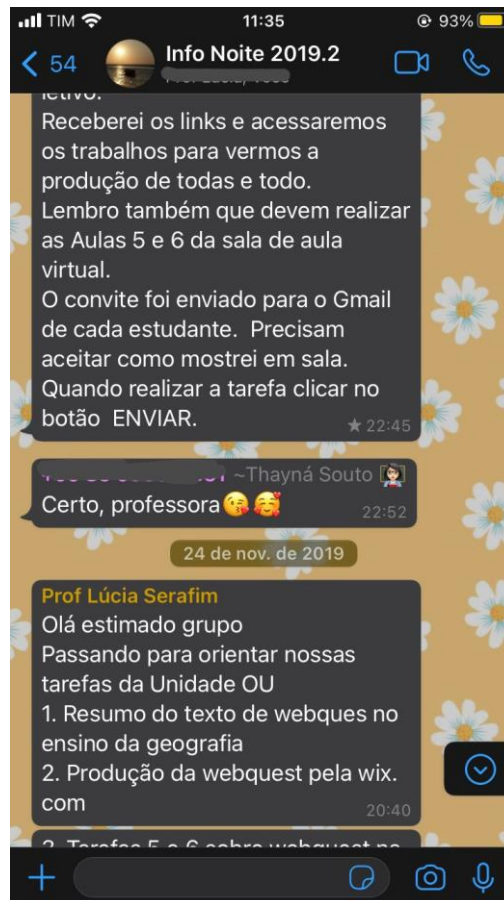 TIM
11:35
93%
54
Info Noite 2019.2
letivo.
Receberei os links e acessaremos
os trabalhos para vermos a
produção de todas e todo.
Lembro também que devem realizar
as Aulas 5 e 6 da sala de aula
virtual.
O convite foi enviado para o Gmail
de cada estudante.  Precisam
aceitar como mostrei em sala.
Quando realizar a tarefa clicar no
botão  ENVIAR.
★ 22:45
~Thayná Souto 👩🏻‍🏫
Certo, professora😘🥰
22:52
24 de nov. de 2019
Prof Lúcia Serafim
Olá estimado grupo
Passando para orientar nossas
tarefas da Unidade OU
1. Resumo do texto de webques no
ensino da geografia
2. Produção da webquest pela wix.
com
20:40
5 e 6 sobre webquest